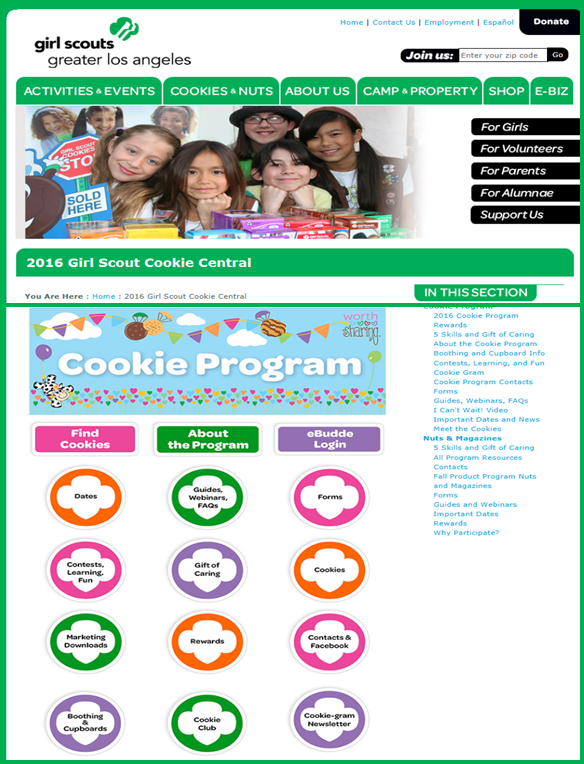 Home | Contact Us | Employment | Español
Donate
girl scouts
greater los angeles
Join us: Enter your zip code Go
ACTIVITIES & EVENTS COOKIES & NUTS ABOUT US CAMP & PROPERTY SHOP E-BIZ
GIRL SCOUT
COOKIES
STO
SOLD
HERE
For Girls
For Volunteers
For Parents
For Alumnae
Support Us
2016 Girl Scout Cookie Central
You Are Here : Home : 2016 Girl Scout Cookie Central
IN THIS SECTION
worth
sharing.
Cookie Program
Find
Cookies
About
the Program
eBudde
Login
Dates
Guides,
Webinars,
FAQs
Forms
Contests,
Learning,
Fun
Gift of
Caring
Cookies
Marketing
Downloads
Rewards
Contacts &
Facebook
Boothing
&
Cupboards
Cookie
Club
Cookie-gram
Newsletter
Cookie Program
2016 Cookie Program
Rewards
5 Skills and Gift of Caring
About the Cookie Program
Boothing and Cupboard Info
Contests, Learning, and Fun
Cookie Gram
Cookie Program Contacts
Forms
Guides, Webinars, FAQs
I Can't Wait! Video
Important Dates and News
Meet the Cookies
Nuts & Magazines
5 Skills and Gift of Caring
All Program Resources
Contacts
Fall Product Program Nuts
and Magazines
Forms
Guides and Webinars
Important Dates
Rewards
Why Participate?